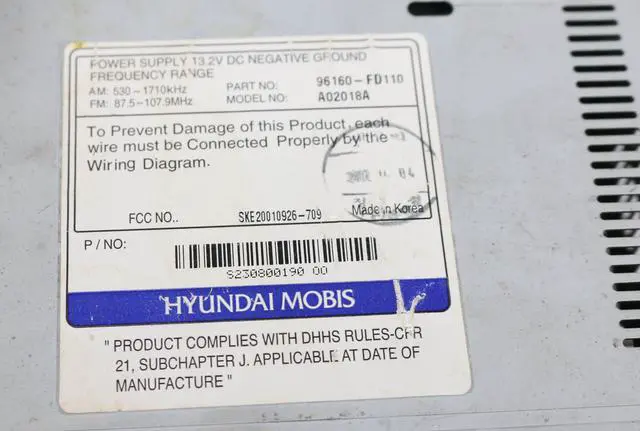 POWER SUPPLY 13.2V DC NEGATIVE GROUND
FREQUENCY RANGE
AM: 530~1710kHz PART NO: 96160-FD110
FM: 87.5~107.9MHz MODEL NO: A02018A
To Prevent Damage of this Product, each
wire must be Connected Properly by the
Wiring Diagram.
FCC NO.. SKE20010926-709 Made in Korea
P / NO:
S230800190 00
HYUNDAI MOBIS
" PRODUCT COMPLIES WITH DHHS RULES-CFR
21, SUBCHAPTER J. APPLICABLE AT DATE OF
MANUFACTURE "